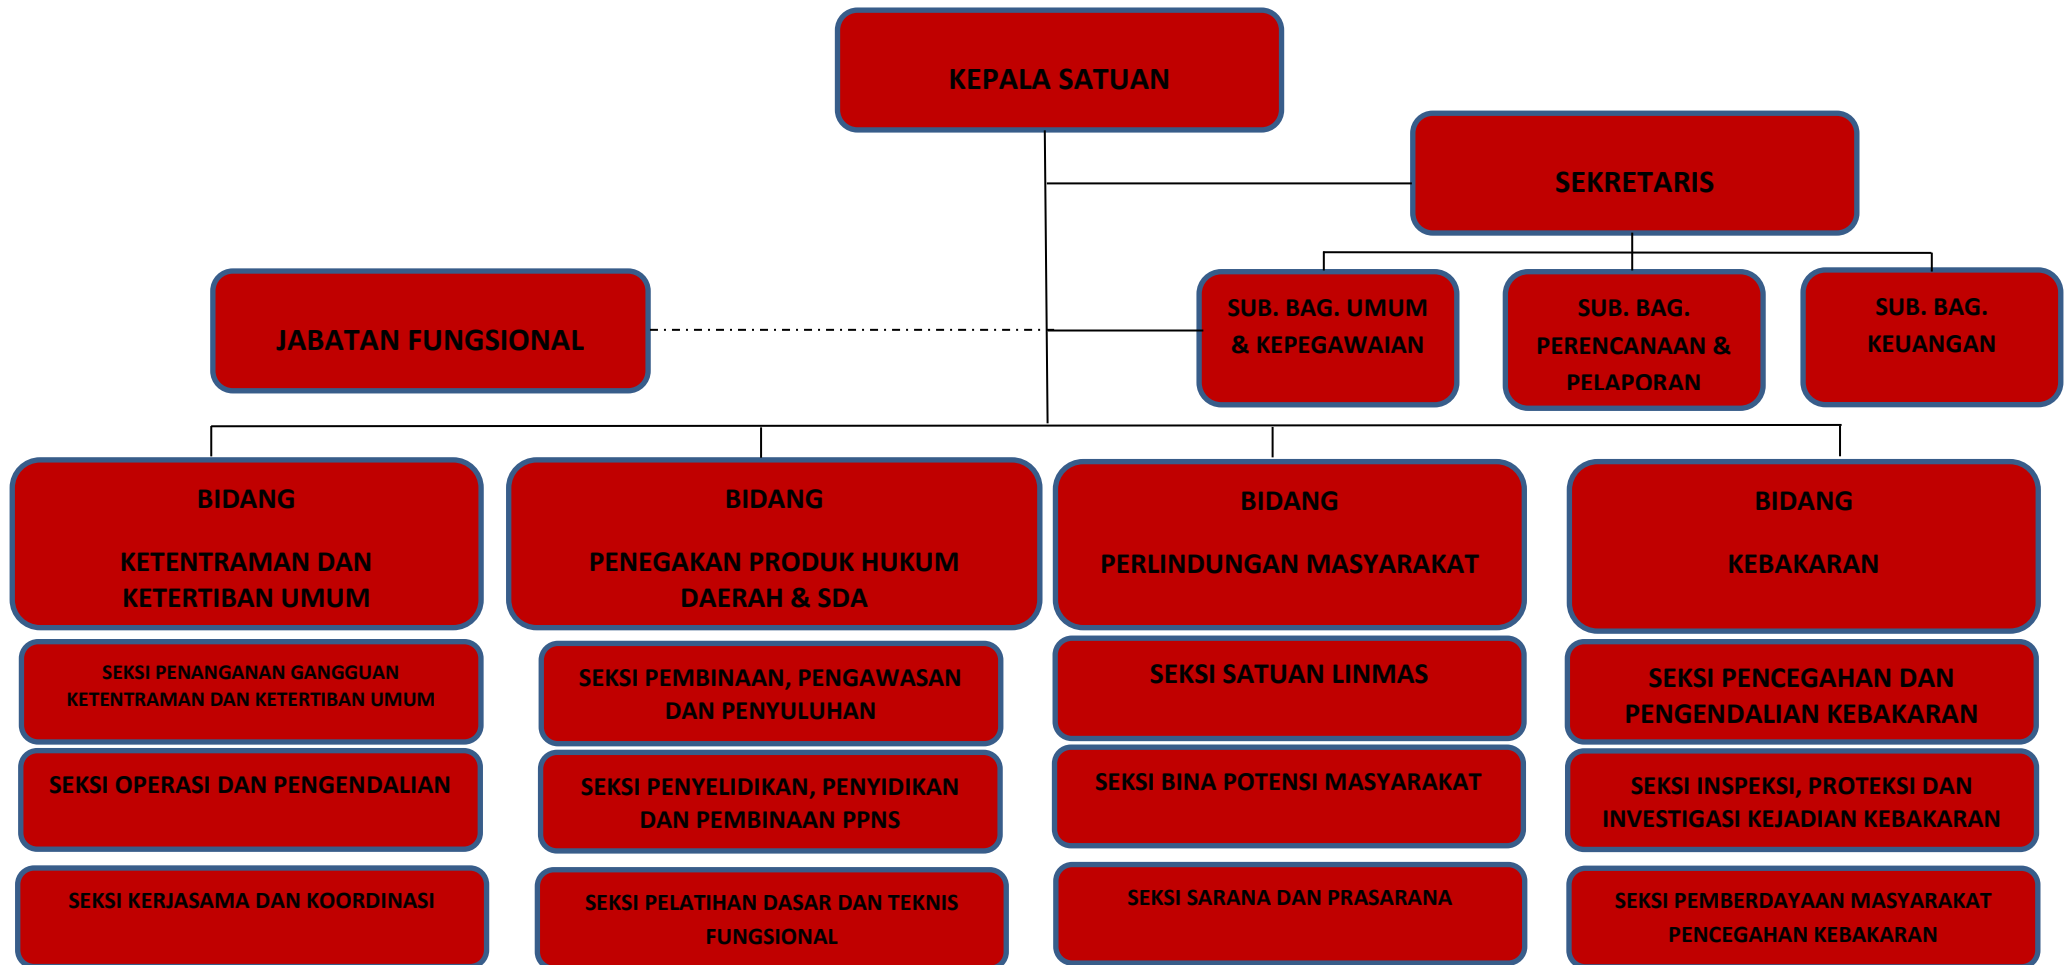 KEPALA SATUAN
SEKRETARIS
JABATAN FUNGSIONAL
SUB. BAG. UMUM
& KEPEGAWAIAN
SUB. BAG.
PERENCANAAN &
PELAPORAN
SUB. BAG.
KEUANGAN
BIDANG
KETENTRAMAN DAN
KETERTIBAN UMUM
BIDANG
PENEGAKAN PRODUK HUKUM
DAERAH & SDA
BIDANG
PERLINDUNGAN MASYARAKAT
BIDANG
KEBAKARAN
SEKSI PENANGANAN GANGGUAN
KETENTRAMAN DAN KETERTIBAN UMUM
SEKSI PEMBINAAN, PENGAWASAN
DAN PENYULUHAN
SEKSI SATUAN LINMAS
SEKSI PENCEGAHAN DAN
PENGENDALIAN KEBAKARAN
SEKSI OPERASI DAN PENGENDALIAN
SEKSI PENYELIDIKAN, PENYIDIKAN
DAN PEMBINAAN PPNS
SEKSI BINA POTENSI MASYARAKAT
SEKSI INSPEKSI, PROTEKSI DAN
INVESTIGASI KEJADIAN KEBAKARAN
SEKSI KERJASAMA DAN KOORDINASI
SEKSI PELATIHAN DASAR DAN TEKNIS
FUNGSIONAL
SEKSI SARANA DAN PRASARANA
SEKSI PEMBERDAYAAN MASYARAKAT
PENCEGAHAN KEBAKARAN